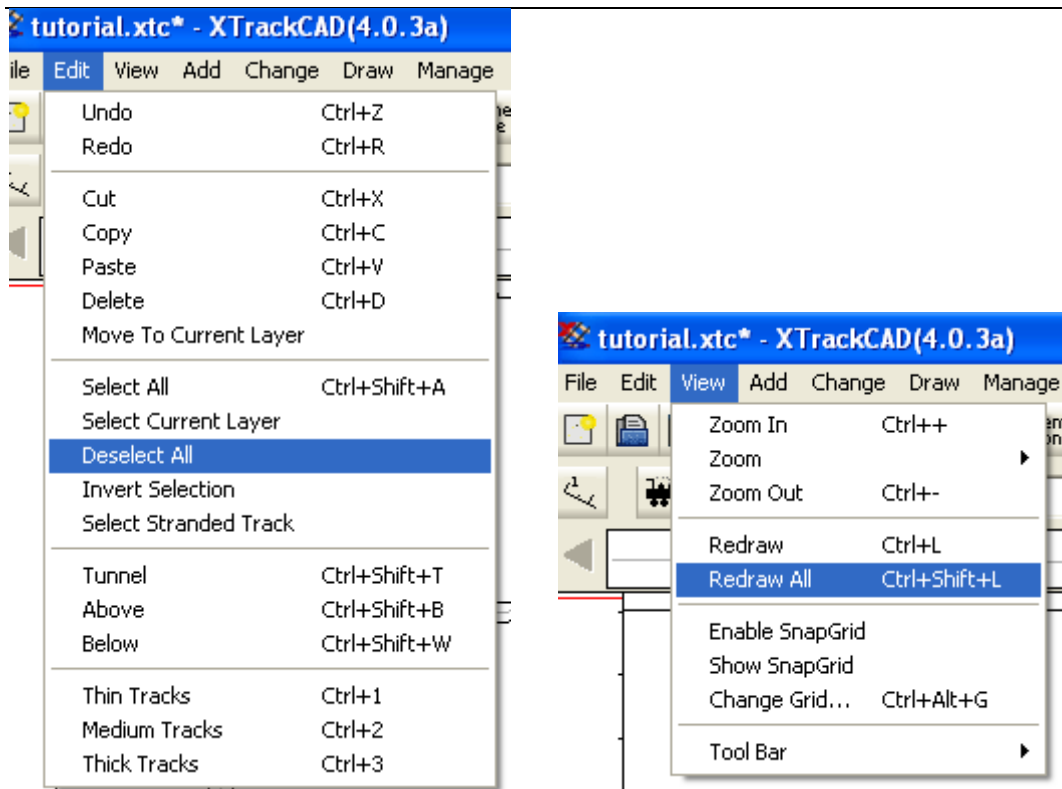 tutorial.xtc* - XTrackCAD(4.0.3a)
ile Edit View Add Change Draw Manage
Undo Ctrl+Z
Redo Ctrl+R
Cut Ctrl+X
Copy Ctrl+C
Paste Ctrl+V
Delete Ctrl+D
Move To Current Layer
Select All Ctrl+Shift+A
Select Current Layer
Deselect All
Invert Selection
Select Stranded Track
Tunnel Ctrl+Shift+T
Above Ctrl+Shift+B
Below Ctrl+Shift+W
Thin Tracks Ctrl+1
Medium Tracks Ctrl+2
Thick Tracks Ctrl+3
tutorial.xtc* - XTrackCAD(4.0.3a)
File Edit View Add Change Draw Manage
Zoom In Ctrl++
Zoom
Zoom Out Ctrl+-
Redraw Ctrl+L
Redraw All Ctrl+Shift+L
Enable SnapGrid
Show SnapGrid
Change Grid... Ctrl+Alt+G
Tool Bar